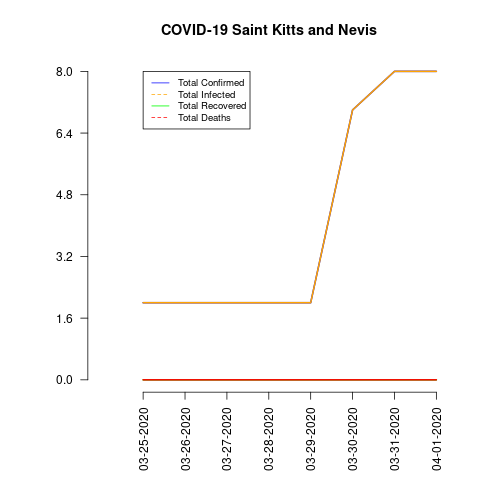 COVID-19 Saint Kitts and Nevis
8.0
6.4
4.8
3.2
1.6
0.0
Total Confirmed
Total Infected
Total Recovered
Total Deaths
03-25-2020
03-26-2020
03-27-2020
03-28-2020
03-29-2020
03-30-2020
03-31-2020
04-01-2020